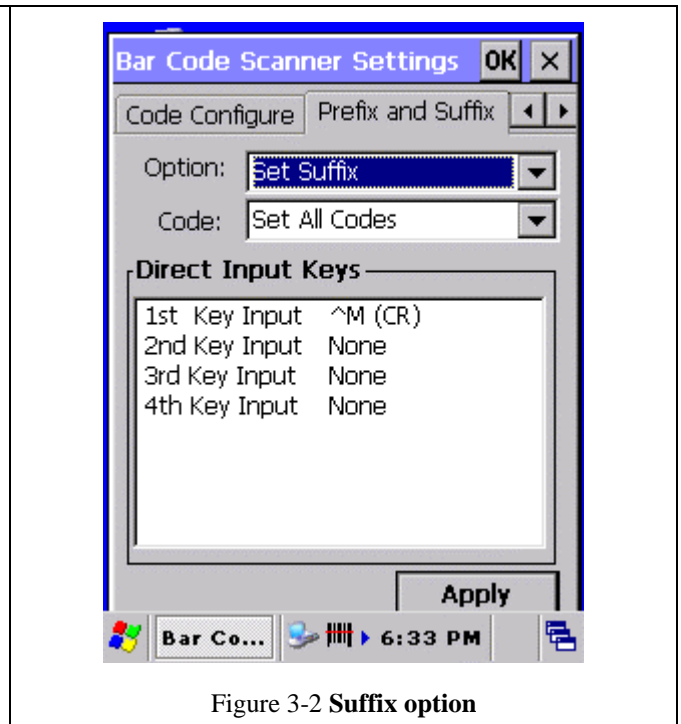 Bar Code Scanner Settings OK ×
Code Configure Prefix and Suffix
Option: Set Suffix
Code: Set All Codes
Direct Input Keys
1st Key Input ^M (CR)
2nd Key Input None
3rd Key Input None
4th Key Input None
Apply
Bar Co... 6:33 PM
Figure 3-2 Suffix option